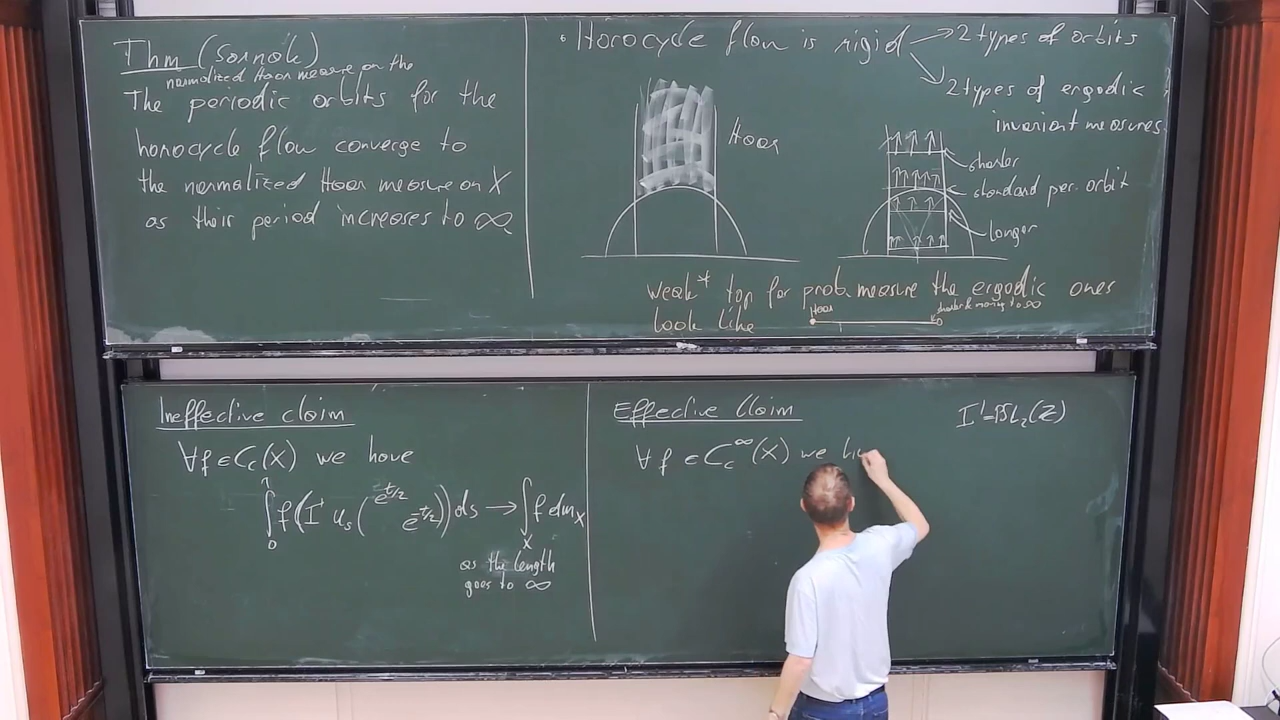 Thm (Sarnak)
normalized Haar measure on the
The periodic orbits for the
horocycle flow converge to
the normalized Haar measure on X
as their period increases to ∞
Horocycle flow is rigid → 2 types of orbits
2 types of ergodic
invariant measures
Haar
shorter
standard per. orbit
longer
weak* top for prob. measure the ergodic ones
look like
Haar
shorter & moving to ∞
Ineffective claim
∀f ∈ C_c(X) we have
∫_0^1 f(Γ u_s (e^{t/2} e^{-t/2})) ds → ∫_X f dm_X
as the length
goes to ∞
Effective Claim
Γ = PSL_2(Z)
∀f ∈ C_c^∞(X) we